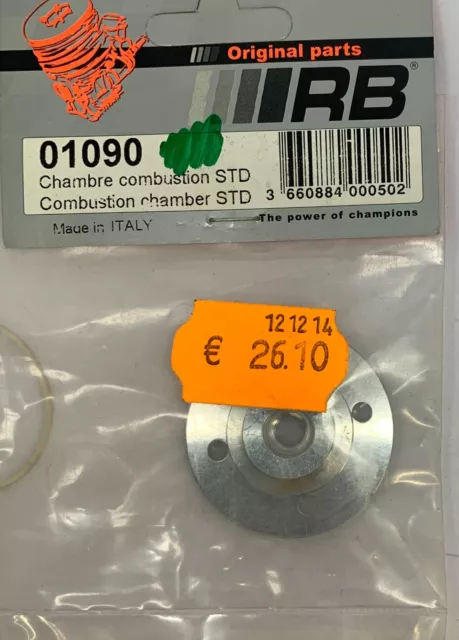 Original parts
RB®
01090
Chambre combustion STD
Combustion chamber STD
3 660884 000502
Made in ITALY
The power of champions
12 12 14
€ 26.10